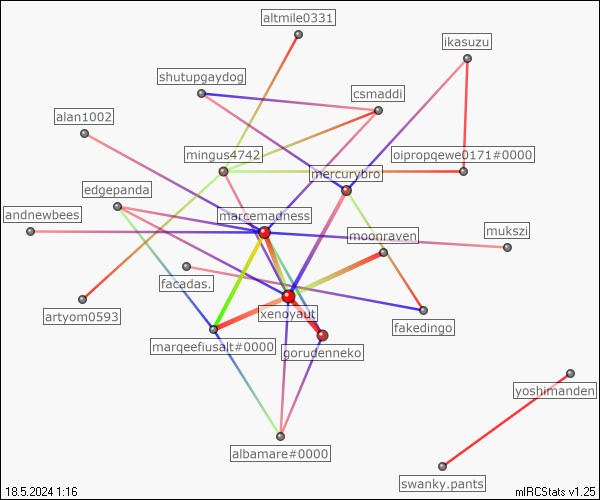 altmile0331
ikasuzu
shutupgaydog
csmaddi
alan1002
mingus4742
oipropqewe0171#0000
mercurybro
edgepanda
andnewbees
marcemadness
moonraven
mukszi
facadas.
xenoyaut
artyom0593
fakedingo
marqeefiusalt#0000
gorudenneko
yoshimanden
albamare#0000
swanky.pants
18.5.2024 1:16
mIRCStats v1.25